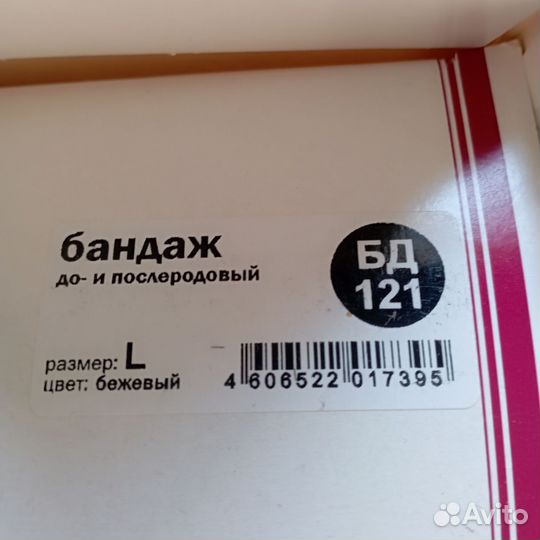 бандаж
до- и послеродовый
БД
121
размер: L
цвет: бежевый
4 606522 017395
Avito